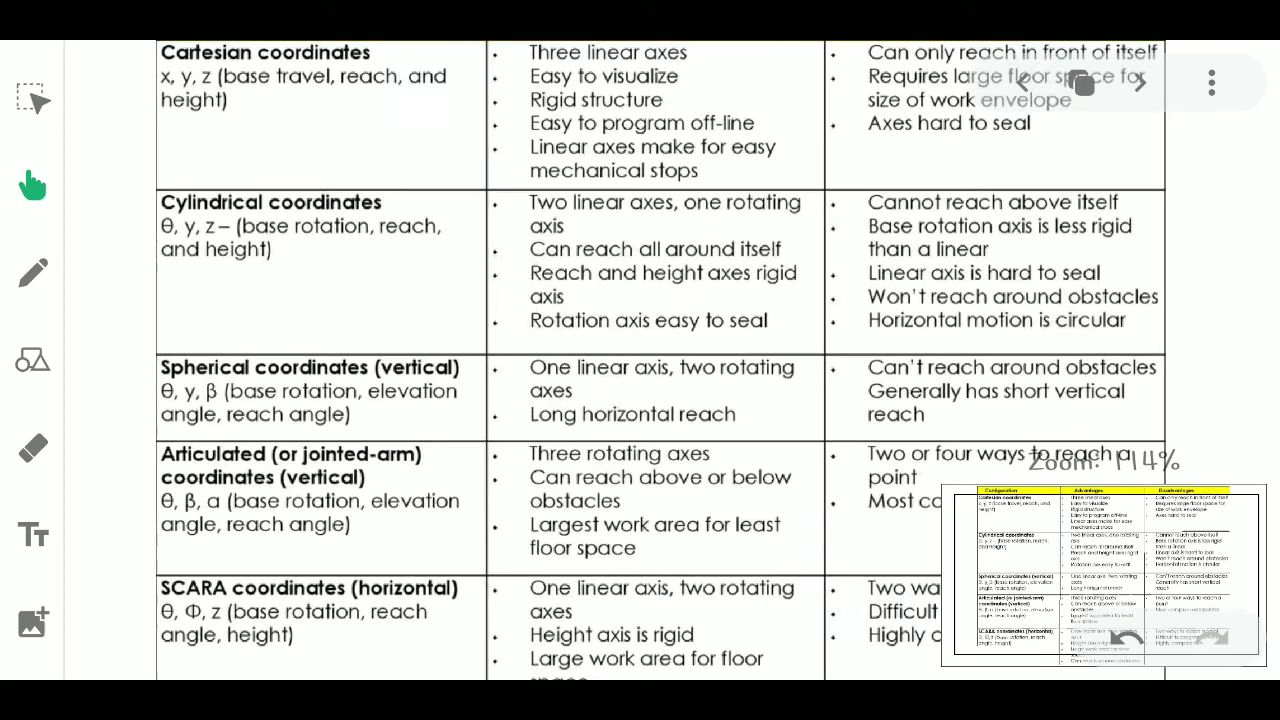 Cartesian coordinates
x, y, z (base travel, reach, and
height)
Three linear axes
Easy to visualize
Rigid structure
Easy to program off-line
Linear axes make for easy
mechanical stops
Can only reach in front of itself
Requires large floor space for
size of work envelope
Axes hard to seal
Cylindrical coordinates
θ, y, z – (base rotation, reach,
and height)
Two linear axes, one rotating
axis
Can reach all around itself
Reach and height axes rigid
axis
Rotation axis easy to seal
Cannot reach above itself
Base rotation axis is less rigid
than a linear
Linear axis is hard to seal
Won't reach around obstacles
Horizontal motion is circular
Spherical coordinates (vertical)
θ, y, β (base rotation, elevation
angle, reach angle)
One linear axis, two rotating
axes
Long horizontal reach
Can't reach around obstacles
Generally has short vertical
reach
Articulated (or jointed-arm)
coordinates (vertical)
θ, β, α (base rotation, elevation
angle, reach angle)
Three rotating axes
Can reach above or below
obstacles
Largest work area for least
floor space
Two or four ways to reach a
point
Most co
SCARA coordinates (horizontal)
θ, Φ, z (base rotation, reach
angle, height)
One linear axis, two rotating
axes
Height axis is rigid
Large work area for floor
Two wa
Difficult
Highly c
Zoom: 114%
Configuration
Advantages
Disadvantages